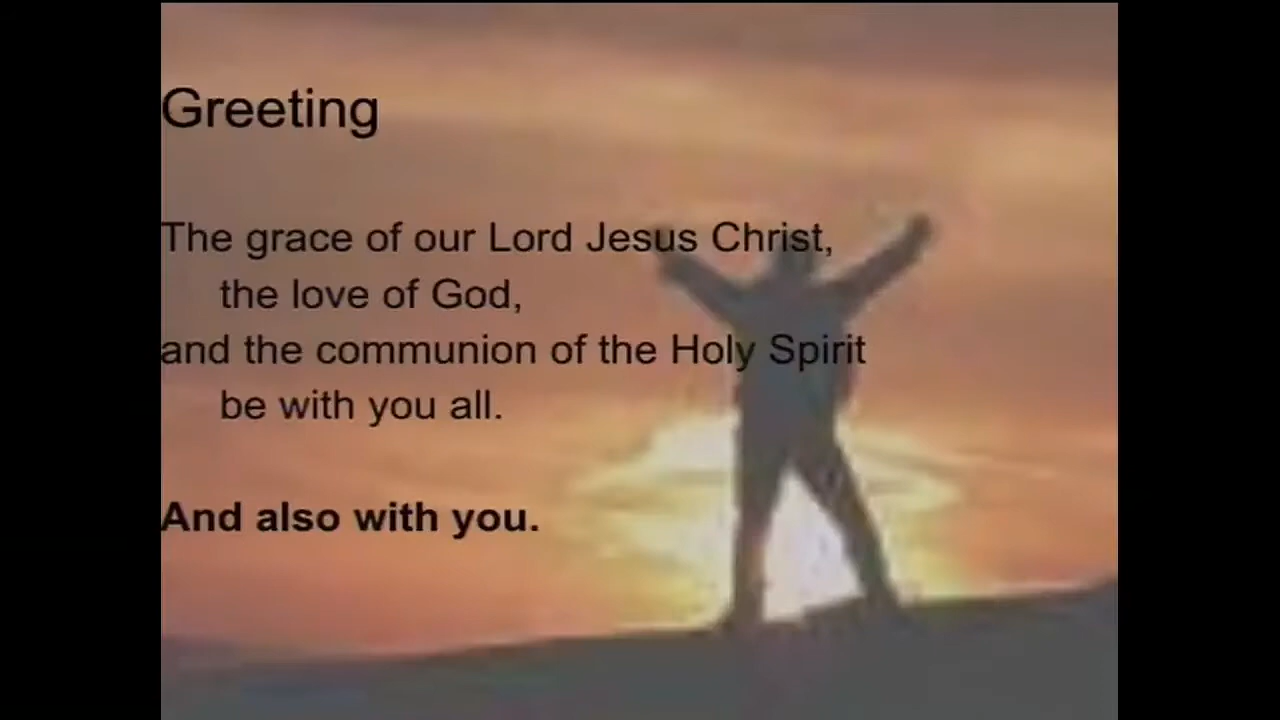 Greeting
The grace of our Lord Jesus Christ,
the love of God,
and the communion of the Holy Spirit
be with you all.
And also with you.